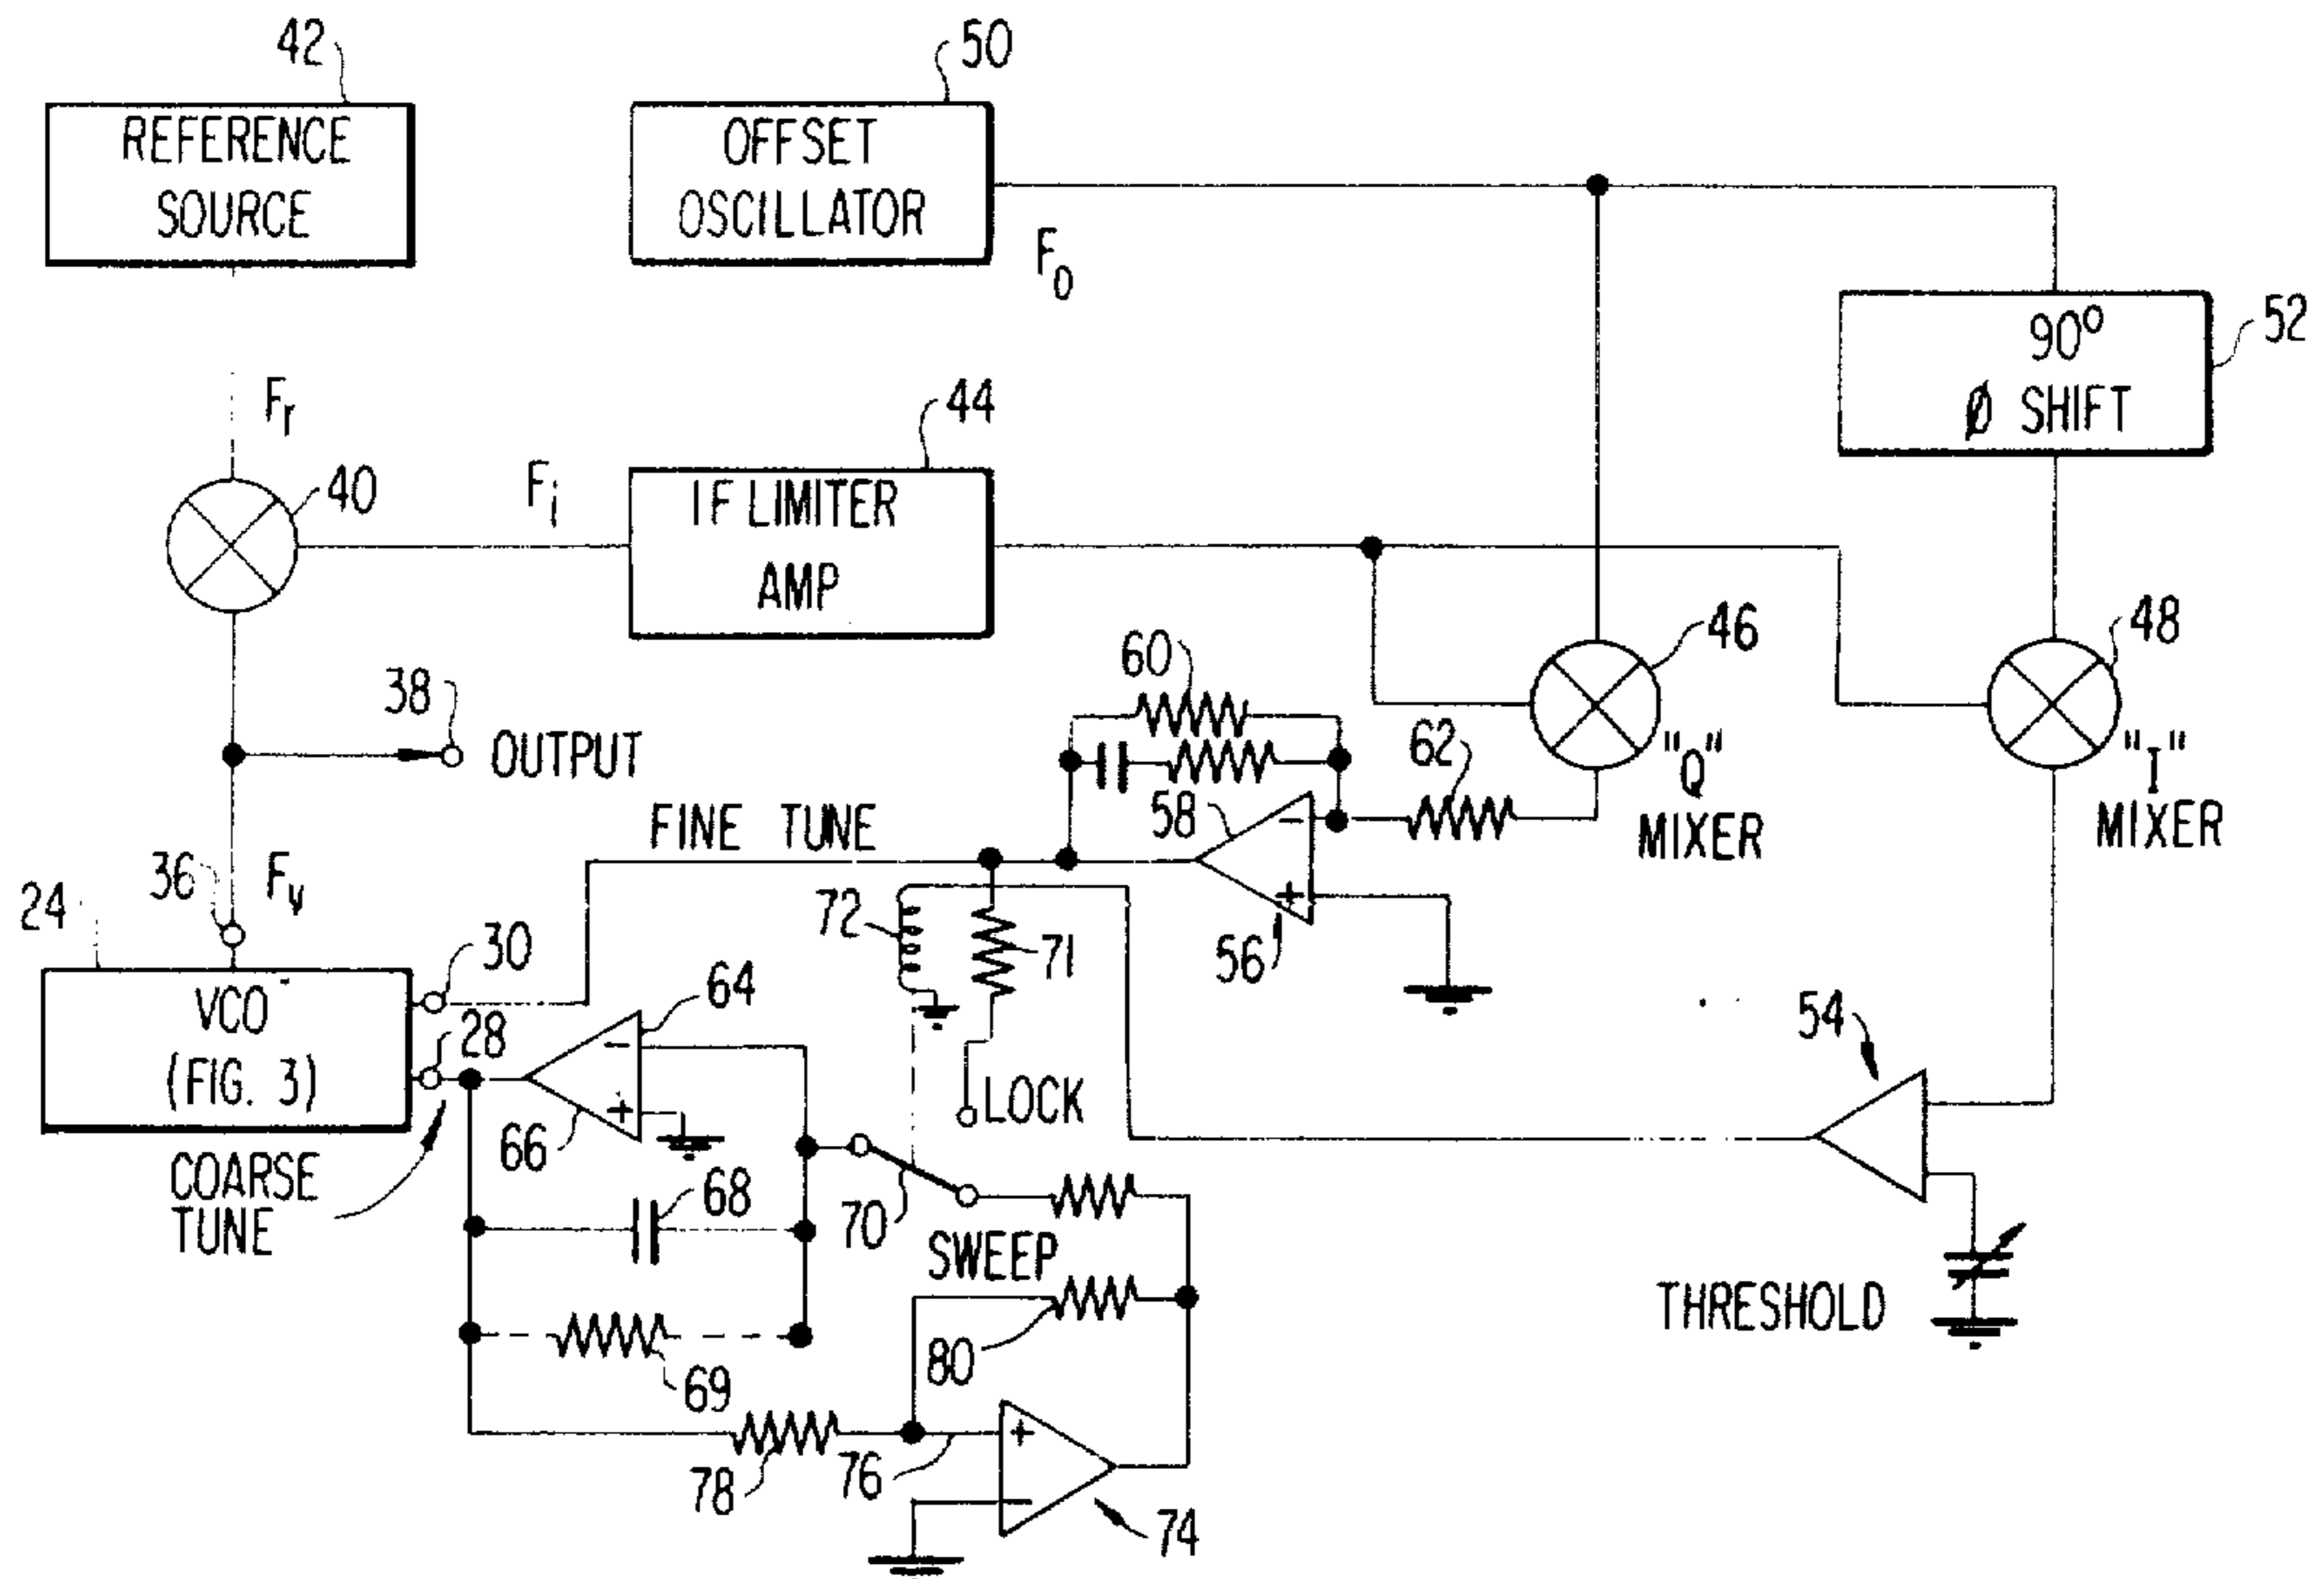 42
50
REFERENCE
SOURCE
OFFSET
OSCILLATOR
Fo
90°
Ø SHIFT
52
Fr
44
40
Fi
IF LIMITER
AMP
46
48
60
38
OUTPUT
62
"Q"
MIXER
"I"
MIXER
FINE TUNE
58
36
Fv
24
72
71
56
30
64
VCO
(FIG. 3)
28
54
LOCK
66
COARSE
TUNE
68
70
SWEEP
THRESHOLD
80
69
78
76
74
-
+
-
+
+
-